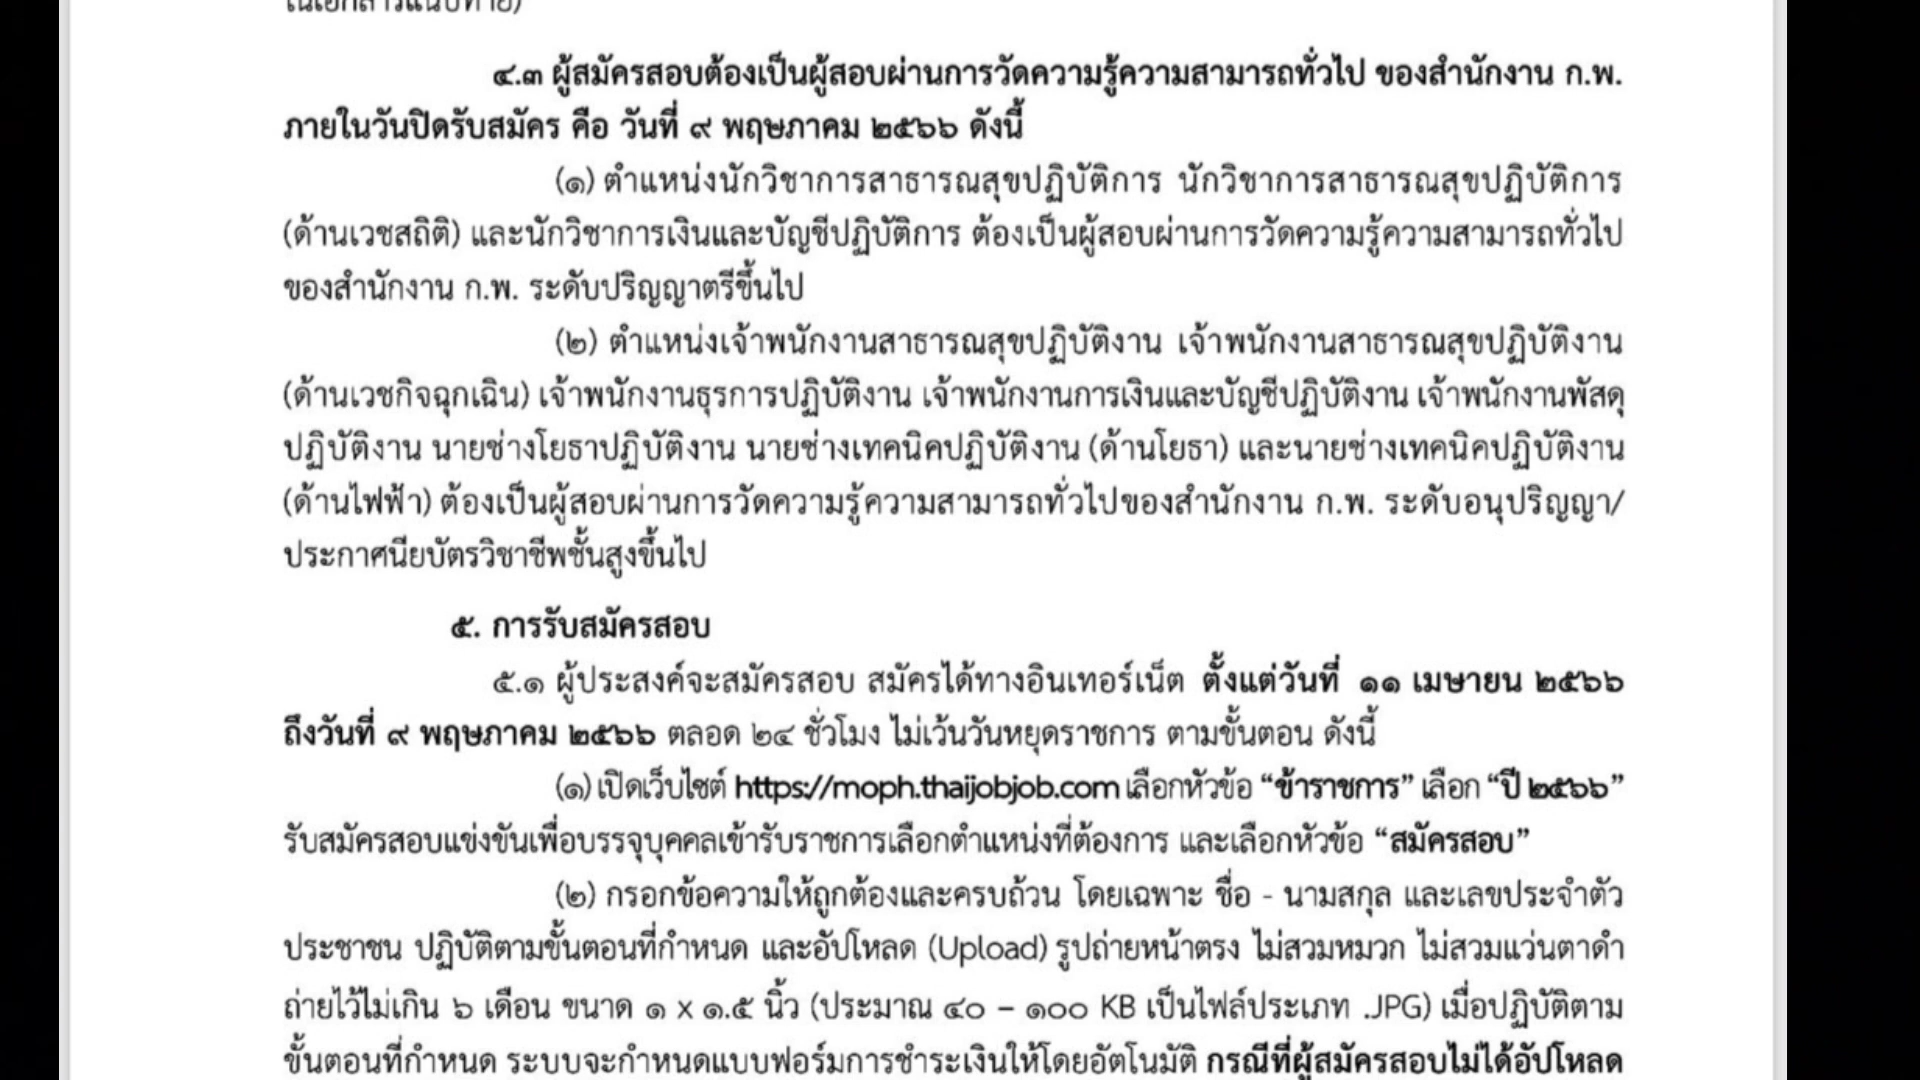 ในเอกสารแนบท้าย)
๔.๓ ผู้สมัครสอบต้องเป็นผู้สอบผ่านการวัดความรู้ความสามารถทั่วไป ของสำนักงาน ก.พ.
ภายในวันปิดรับสมัคร คือ วันที่ ๙ พฤษภาคม ๒๕๖๖ ดังนี้
(๑) ตำแหน่งนักวิชาการสาธารณสุขปฏิบัติการ นักวิชาการสาธารณสุขปฏิบัติการ
(ด้านเวชสถิติ) และนักวิชาการเงินและบัญชีปฏิบัติการ ต้องเป็นผู้สอบผ่านการวัดความรู้ความสามารถทั่วไป
ของสำนักงาน ก.พ. ระดับปริญญาตรีขึ้นไป
(๒) ตำแหน่งเจ้าพนักงานสาธารณสุขปฏิบัติงาน เจ้าพนักงานสาธารณสุขปฏิบัติงาน
(ด้านเวชกิจฉุกเฉิน) เจ้าพนักงานธุรการปฏิบัติงาน เจ้าพนักงานการเงินและบัญชีปฏิบัติงาน เจ้าพนักงานพัสดุ
ปฏิบัติงาน นายช่างโยธาปฏิบัติงาน นายช่างเทคนิคปฏิบัติงาน (ด้านโยธา) และนายช่างเทคนิคปฏิบัติงาน
(ด้านไฟฟ้า) ต้องเป็นผู้สอบผ่านการวัดความรู้ความสามารถทั่วไปของสำนักงาน ก.พ. ระดับอนุปริญญา/
ประกาศนียบัตรวิชาชีพชั้นสูงขึ้นไป
๕. การรับสมัครสอบ
๕.๑ ผู้ประสงค์จะสมัครสอบ สมัครได้ทางอินเทอร์เน็ต ตั้งแต่วันที่ ๑๑ เมษายน ๒๕๖๖
ถึงวันที่ ๙ พฤษภาคม ๒๕๖๖ ตลอด ๒๔ ชั่วโมง ไม่เว้นวันหยุดราชการ ตามขั้นตอน ดังนี้
(๑) เปิดเว็บไซต์ https://moph.thaijobjob.com เลือกหัวข้อ “ข้าราชการ” เลือก “ปี ๒๕๖๖”
รับสมัครสอบแข่งขันเพื่อบรรจุบุคคลเข้ารับราชการเลือกตำแหน่งที่ต้องการ และเลือกหัวข้อ “สมัครสอบ”
(๒) กรอกข้อความให้ถูกต้องและครบถ้วน โดยเฉพาะ ชื่อ - นามสกุล และเลขประจำตัว
ประชาชน ปฏิบัติตามขั้นตอนที่กำหนด และอัปโหลด (Upload) รูปถ่ายหน้าตรง ไม่สวมหมวก ไม่สวมแว่นตาดำ
ถ่ายไว้ไม่เกิน ๖ เดือน ขนาด ๑ x ๑.๕ นิ้ว (ประมาณ ๔๐ – ๑๐๐ KB เป็นไฟล์ประเภท .JPG) เมื่อปฏิบัติตาม
ขั้นตอนที่กำหนด ระบบจะกำหนดแบบฟอร์มการชำระเงินให้โดยอัตโนมัติ กรณีที่ผู้สมัครสอบไม่ได้อัปโหลด